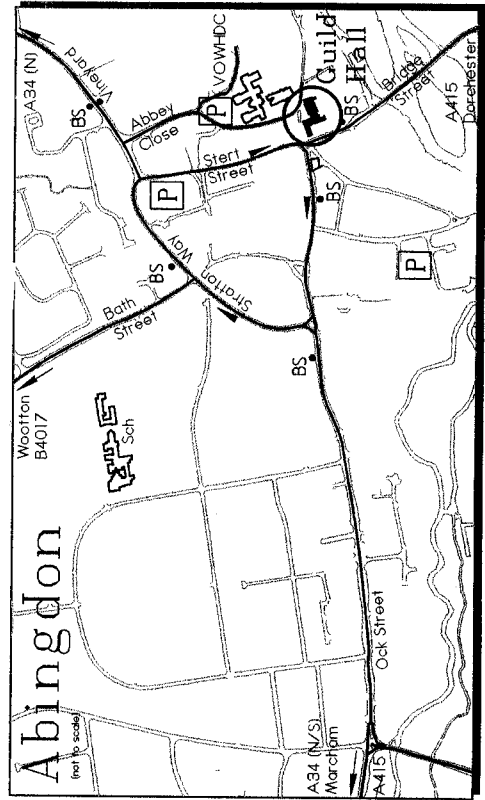 Abingdon
(not to scale)
A34 (N/S)
Marcham
A415
Ock Street
Sch
Wootton
B4017
Bath
Street
BS
Stratton
Way
BS
P
P
BS
Stert
Street
Abbey
Close
P
VOWHDC
BS
Vineyard
A34 (N)
Guild
Hall
BS
Bridge
Street
A415
Dorchester